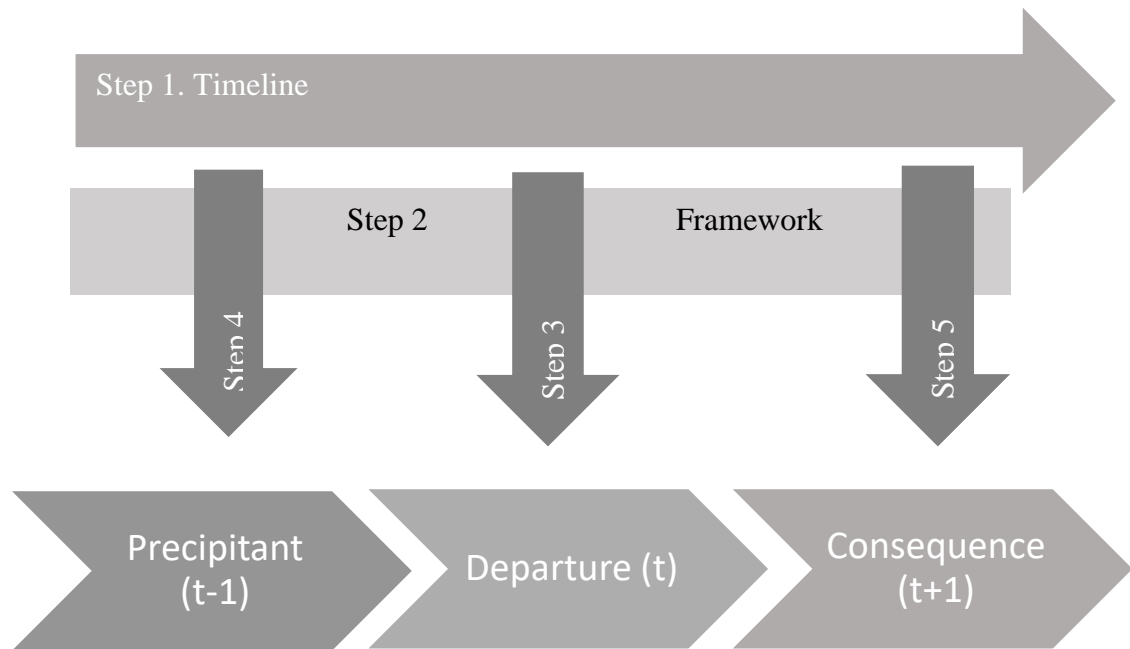 Step 1. Timeline
Step 2 Framework
Step 4
Step 3
Step 5
Precipitant
(t-1)
Departure (t)
Consequence
(t+1)